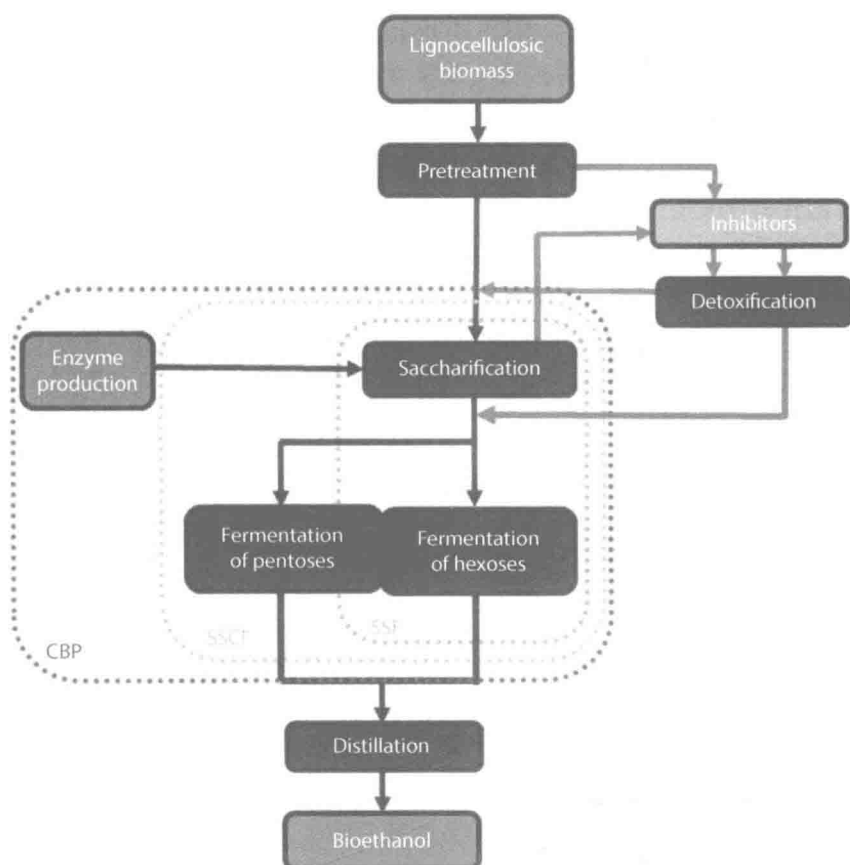 Lignocellulosic
biomass
Pretreatment
Inhibitors
Detoxification
Enzyme
production
Saccharification
Fermentation
of pentoses
Fermentation
of hexoses
SSCF
SSF
CBP
Distillation
Bioethanol